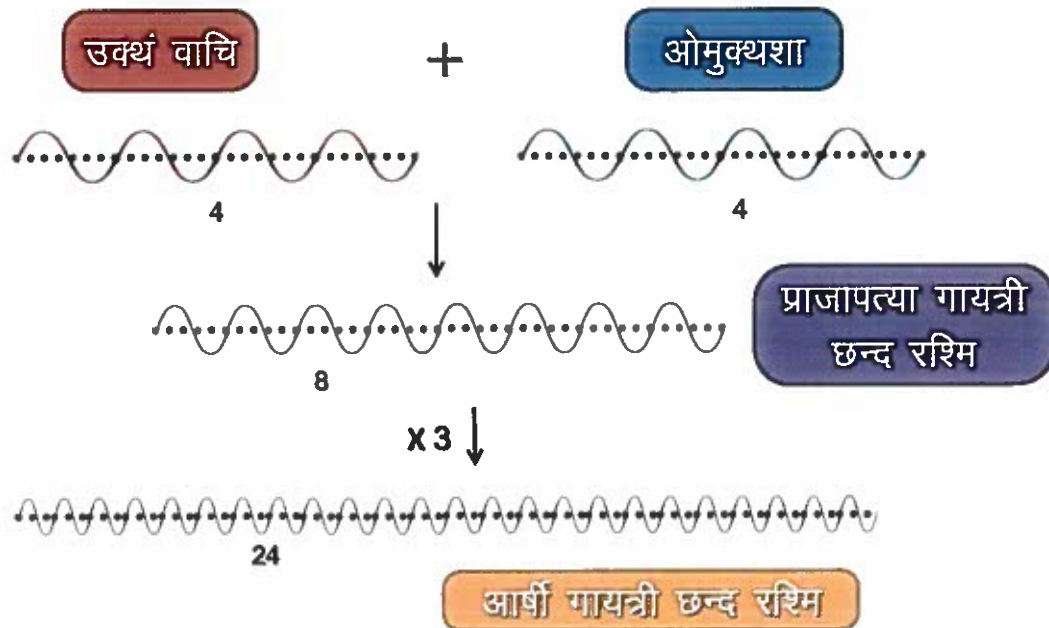 उक्थं वाचि + ओमुक्थशा
4 4
प्राजापत्या गायत्री
छन्द रश्मि
8
X 3
24
आर्षी गायत्री छन्द रश्मि